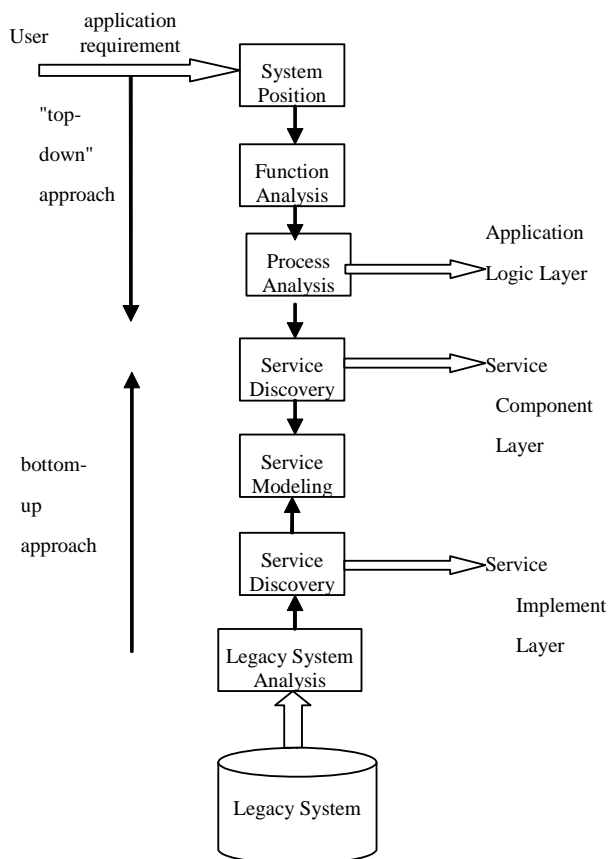 User
application
requirement
System
Position
"top-
down"
approach
Function
Analysis
Process
Analysis
Application
Logic Layer
Service
Discovery
Service
Component
Layer
Service
Modeling
bottom-
up
approach
Service
Discovery
Service
Implement
Layer
Legacy System
Analysis
Legacy System